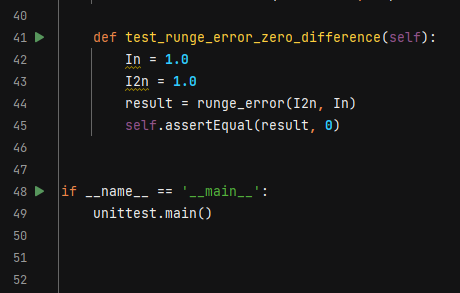 40
41 def test_runge_error_zero_difference(self):
42 In = 1.0
43 I2n = 1.0
44 result = runge_error(I2n, In)
45 self.assertEqual(result, 0)
46
47
48 if __name__ == '__main__':
49 unittest.main()
50
51
52